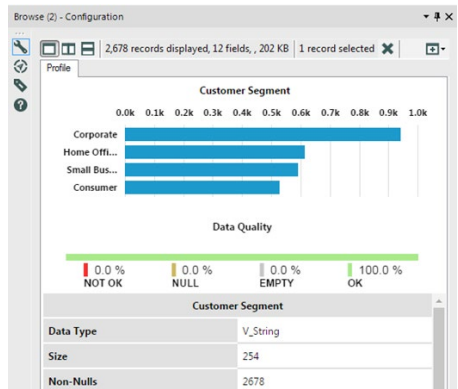 Browse (2) - Configuration
2,678 records displayed, 12 fields, , 202 KB 1 record selected
Profile
Customer Segment
0.0k 0.1k 0.2k 0.3k 0.4k 0.5k 0.6k 0.7k 0.8k 0.9k 1.0k
Corporate
Home Offi...
Small Bus...
Consumer
Data Quality
0.0 % 0.0 % 0.0 % 100.0 %
NOT OK NULL EMPTY OK
Customer Segment
Data Type V_String
Size 254
Non-Nulls 2678